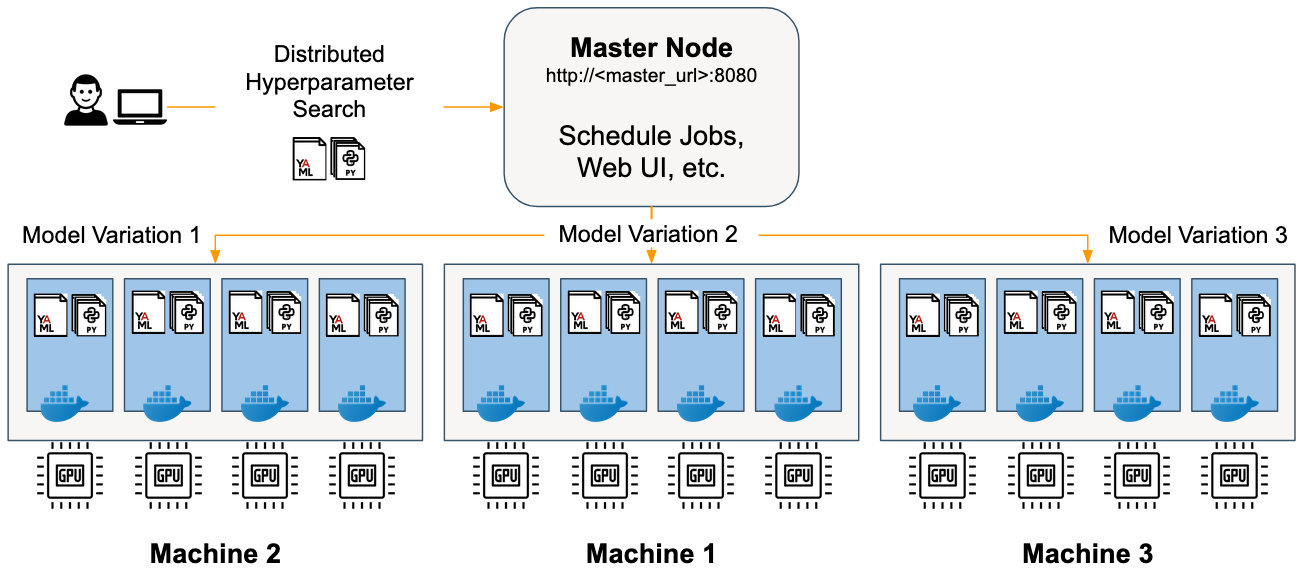 Distributed
Hyperparameter
Search
YAML PY
Master Node
http://<master_url>:8080
Schedule Jobs,
Web UI, etc.
Model Variation 1
Model Variation 2
Model Variation 3
YAML PY YAML PY YAML PY YAML PY
YAML PY YAML PY YAML PY YAML PY
YAML PY YAML PY YAML PY YAML PY
GPU GPU GPU GPU
GPU GPU GPU GPU
GPU GPU GPU GPU
Machine 2
Machine 1
Machine 3